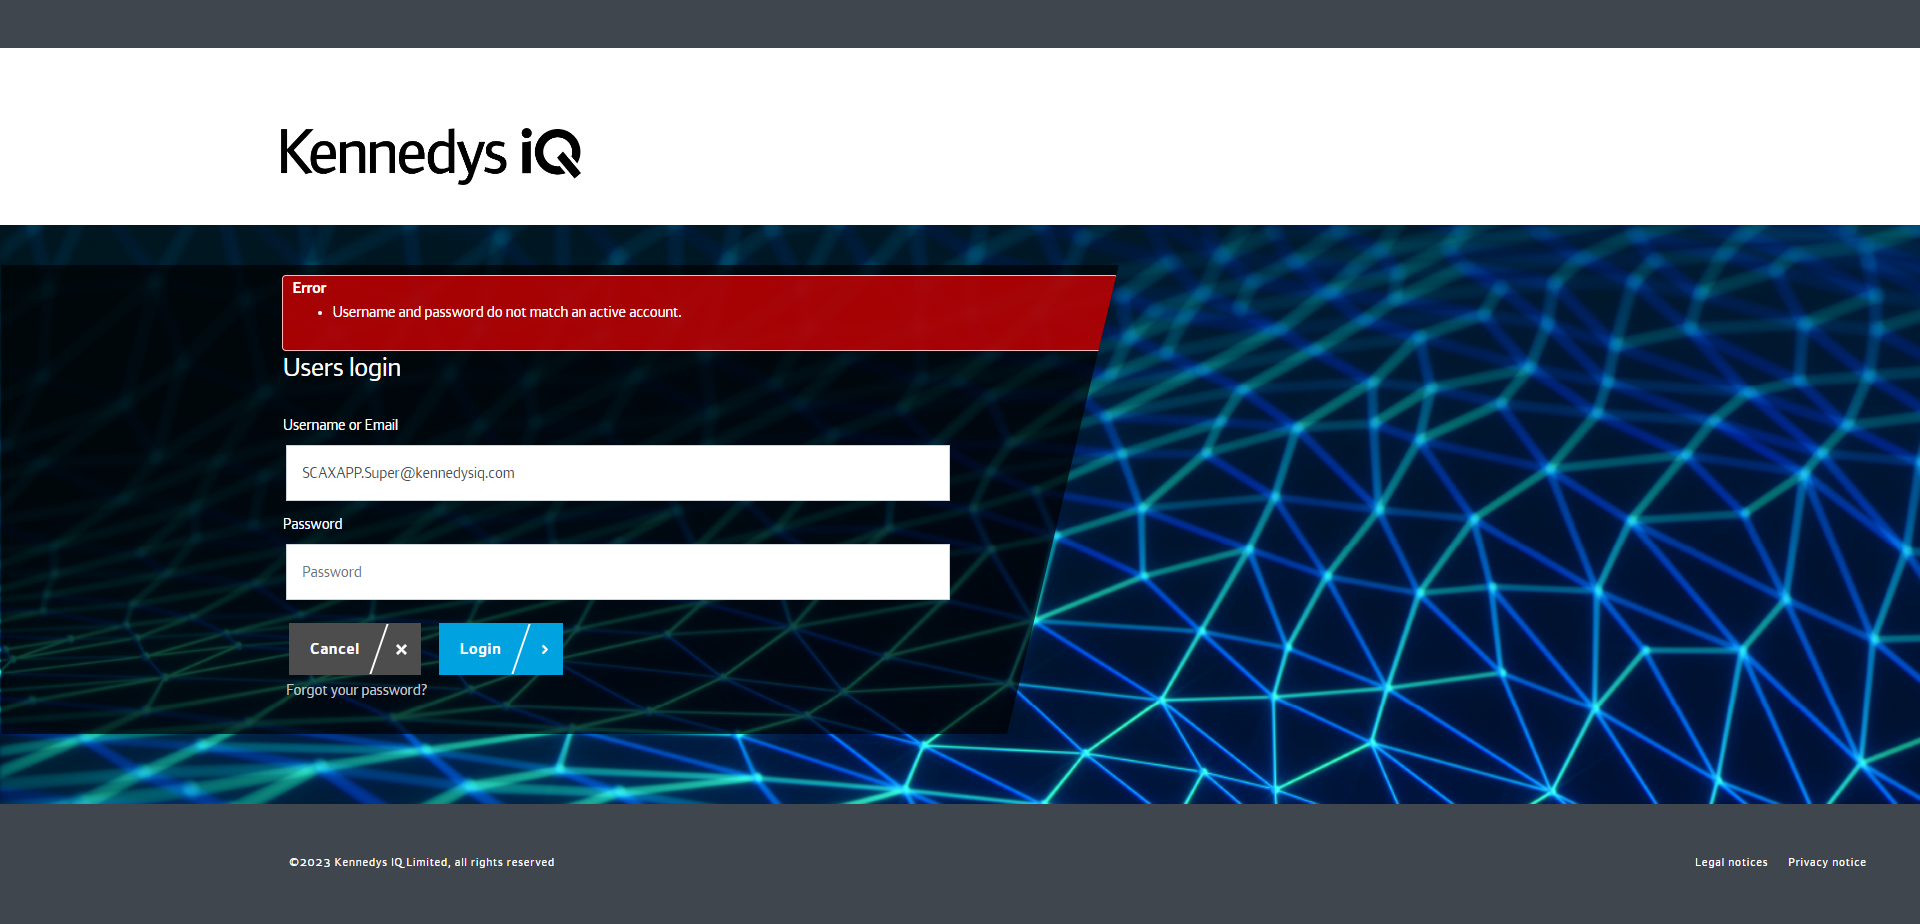 Kennedys iQ
Error
Username and password do not match an active account.
Users login
Username or Email
SCAXAPP.Super@kennedysiq.com
Password
Password
Cancel
Login
Forgot your password?
©2023 Kennedys IQ Limited, all rights reserved
Legal notices Privacy notice